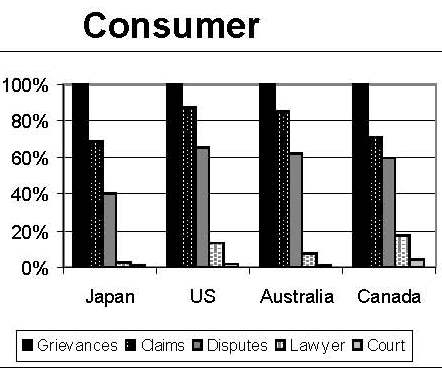 Consumer
100%
80%
60%
40%
20%
0%
Japan US Australia Canada
Grievances Claims Disputes Lawyer Court